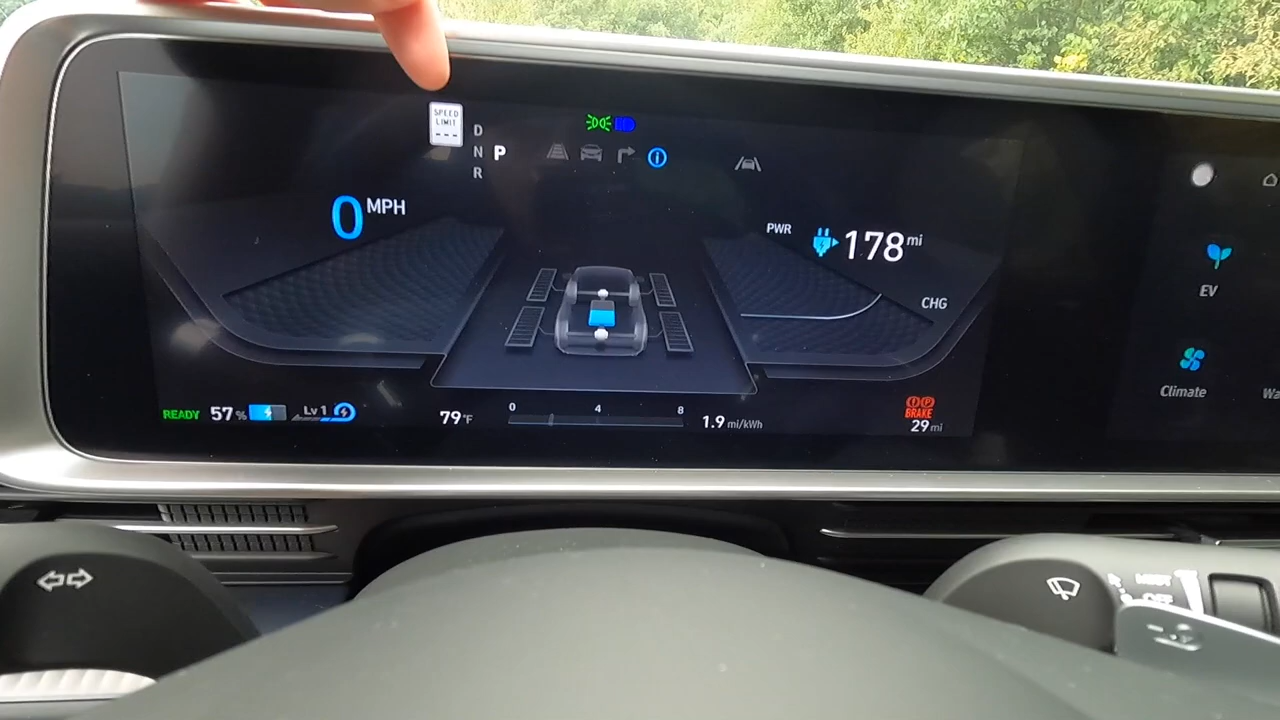 SPEED
LIMIT
---
D
N P
R
0 MPH
PWR
178 mi
CHG
EV
Climate
READY 57 % Lv 1
79°F
0 4 8
1.9 mi/kWh
BRAKE
29 mi
OFF